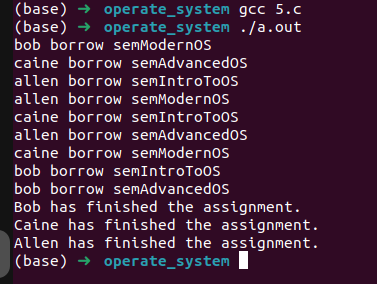 (base) ➜ operate_system gcc 5.c
(base) ➜ operate_system ./a.out
bob borrow semModernOS
caine borrow semAdvancedOS
allen borrow semIntroToOS
allen borrow semModernOS
caine borrow semIntroToOS
allen borrow semAdvancedOS
caine borrow semModernOS
bob borrow semIntroToOS
bob borrow semAdvancedOS
Bob has finished the assignment.
Caine has finished the assignment.
Allen has finished the assignment.
(base) ➜ operate_system